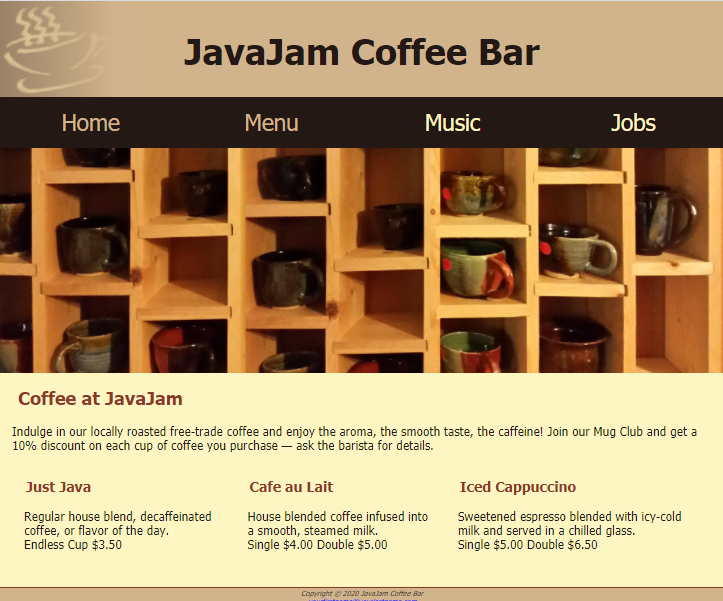 JavaJam Coffee Bar
Home Menu Music Jobs
Coffee at JavaJam
Indulge in our locally roasted free-trade coffee and enjoy the aroma, the smooth taste, the caffeine! Join our Mug Club and get a
10% discount on each cup of coffee you purchase — ask the barista for details.
Just Java
Regular house blend, decaffeinated
coffee, or flavor of the day.
Endless Cup $3.50
Cafe au Lait
House blended coffee infused into
a smooth, steamed milk.
Single $4.00 Double $5.00
Iced Cappuccino
Sweetened espresso blended with icy-cold
milk and served in a chilled glass.
Single $5.00 Double $6.50
Copyright © 2020 JavaJam Coffee Bar